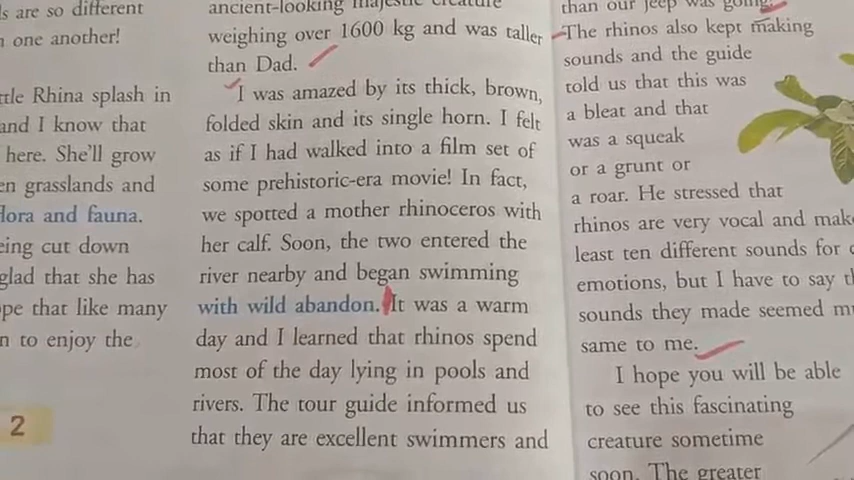 are so different
one another!
Rhina splash in
and I know that
here. She'll grow
grasslands and
and fauna.
cut down
that she has
that like many
to enjoy the
2
ancient-looking majestic creature
weighing over 1600 kg and was taller
than Dad.
I was amazed by its thick, brown,
folded skin and its single horn. I felt
as if I had walked into a film set of
some prehistoric-era movie! In fact,
we spotted a mother rhinoceros with
her calf. Soon, the two entered the
river nearby and began swimming
with wild abandon. It was a warm
day and I learned that rhinos spend
most of the day lying in pools and
rivers. The tour guide informed us
that they are excellent swimmers and
than our jeep was going.
The rhinos also kept making
sounds and the guide
told us that this was
a bleat and that
was a squeak
or a grunt or
a roar. He stressed that
rhinos are very vocal and make
least ten different sounds for
emotions, but I have to say
sounds they made seemed
same to me.
I hope you will be able
to see this fascinating
creature sometime
soon. The greater